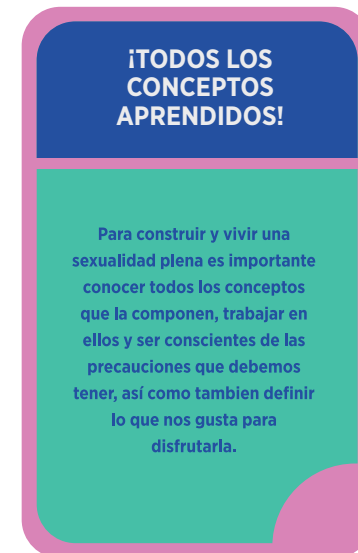 ¡TODOS LOS
CONCEPTOS
APRENDIDOS!
Para construir y vivir una
sexualidad plena es importante
conocer todos los conceptos
que la componen, trabajar en
ellos y ser conscientes de las
precauciones que debemos
tener, así como tambien definir
lo que nos gusta para
disfrutarla.